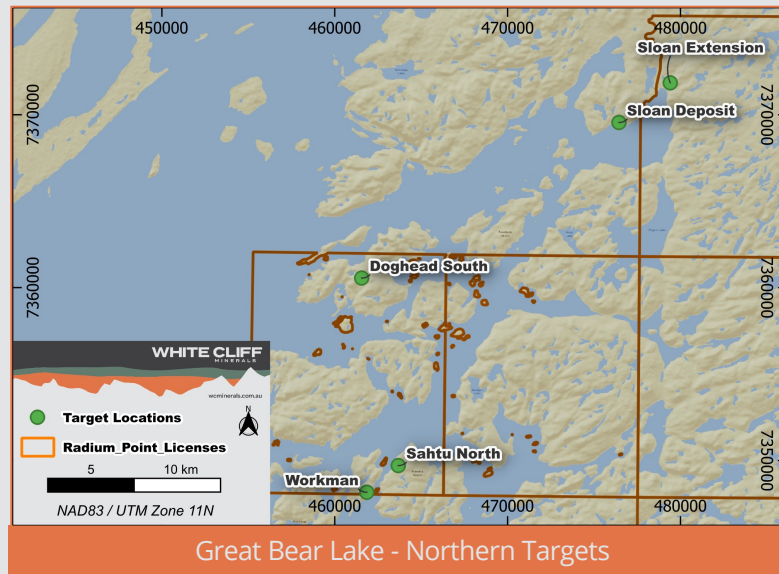 450000
460000
470000
480000
Sloan Extension
Sloan Deposit
7370000
7370000
Doghead South
7360000
7360000
WHITE CLIFF
MINERALS
wcminerals.com.au
N
Target Locations
Radium_Point_Licenses
5
10 km
NAD83 / UTM Zone 11N
Sahtu North
Workman
7350000
460000
470000
480000
Great Bear Lake - Northern Targets